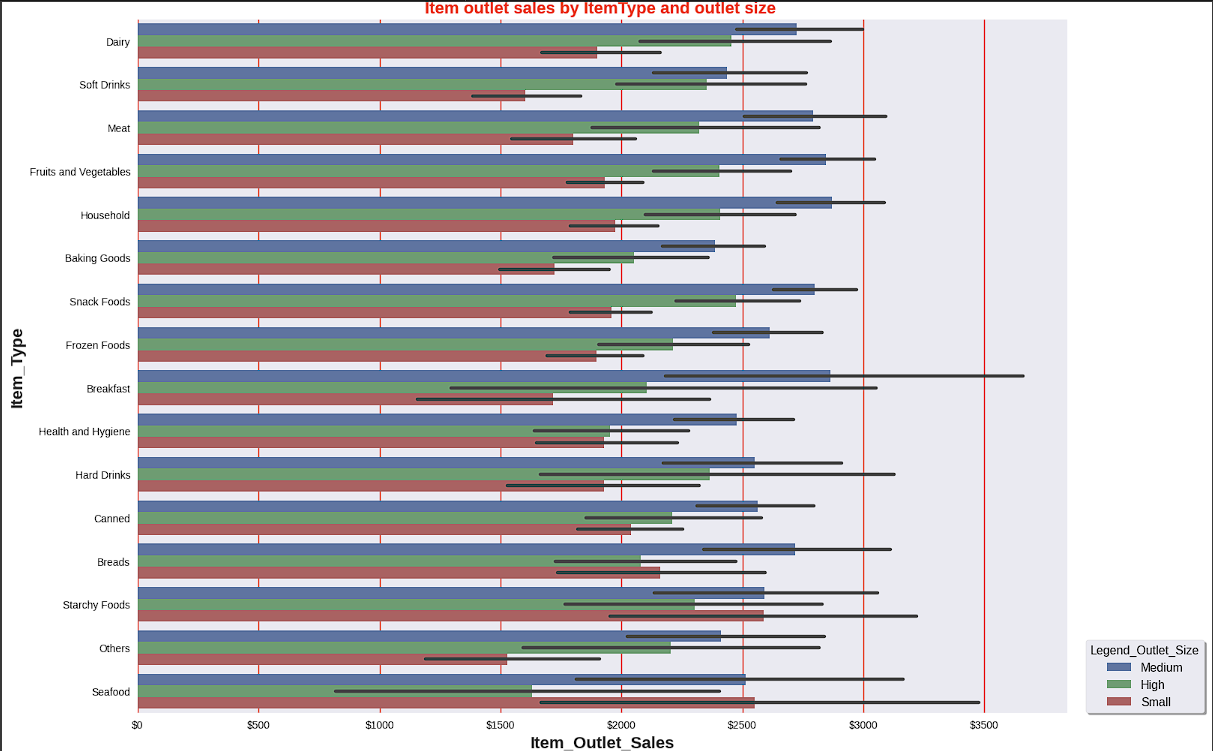 Item outlet sales by ItemType and outlet size
Item_Type
Dairy
Soft Drinks
Meat
Fruits and Vegetables
Household
Baking Goods
Snack Foods
Frozen Foods
Breakfast
Health and Hygiene
Hard Drinks
Canned
Breads
Starchy Foods
Others
Seafood
$0 $500 $1000 $1500 $2000 $2500 $3000 $3500
Item_Outlet_Sales
Legend_Outlet_Size
Medium
High
Small